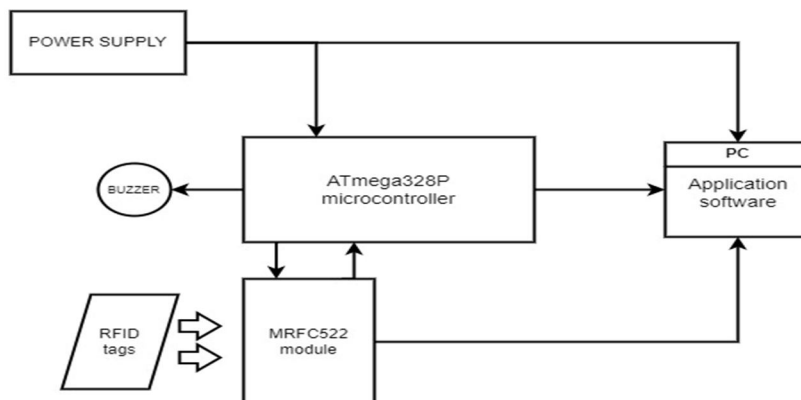 POWER SUPPLY
PC
ATmega328P
microcontroller
BUZZER
Application
software
RFID
tags
MRFC522
module